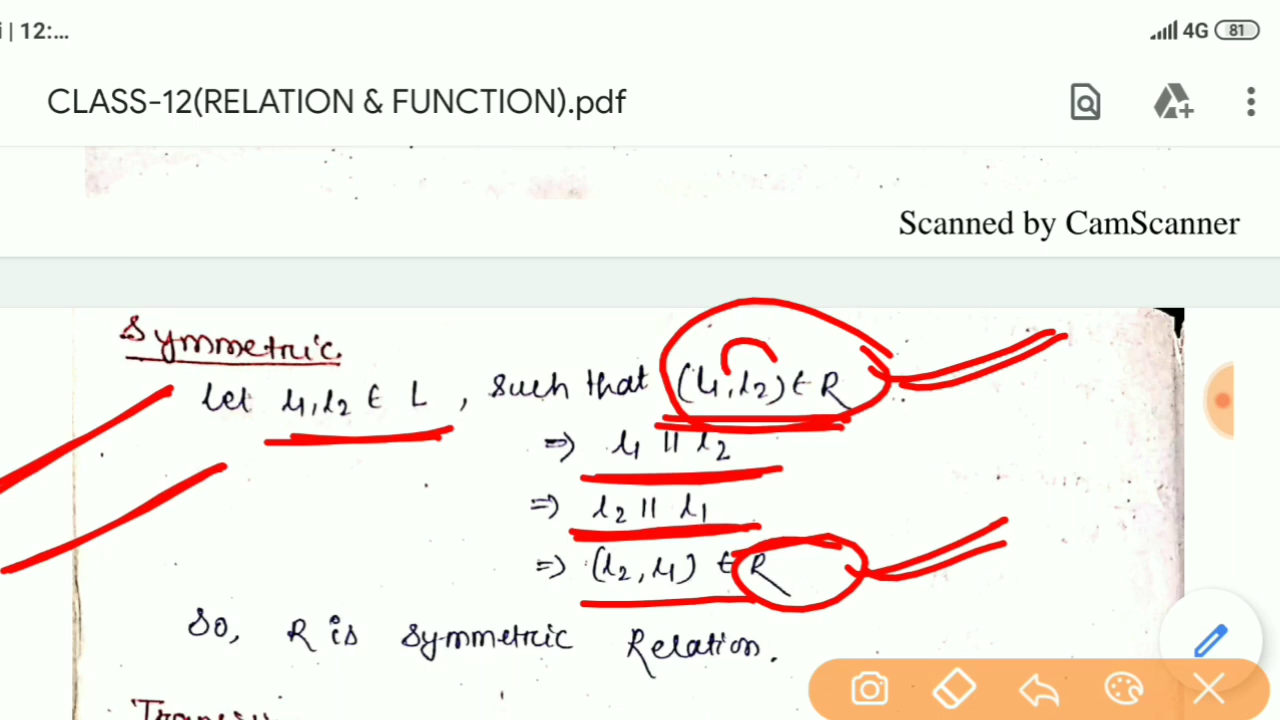 i | 12:...
4G 81
CLASS-12(RELATION & FUNCTION).pdf
Scanned by CamScanner
Symmetric
Let l1, l2 ∈ L , such that (l1, l2) ∈ R
⇒ l1 || l2
⇒ l2 || l1
⇒ (l2, l1) ∈ R
So, R is symmetric Relation.